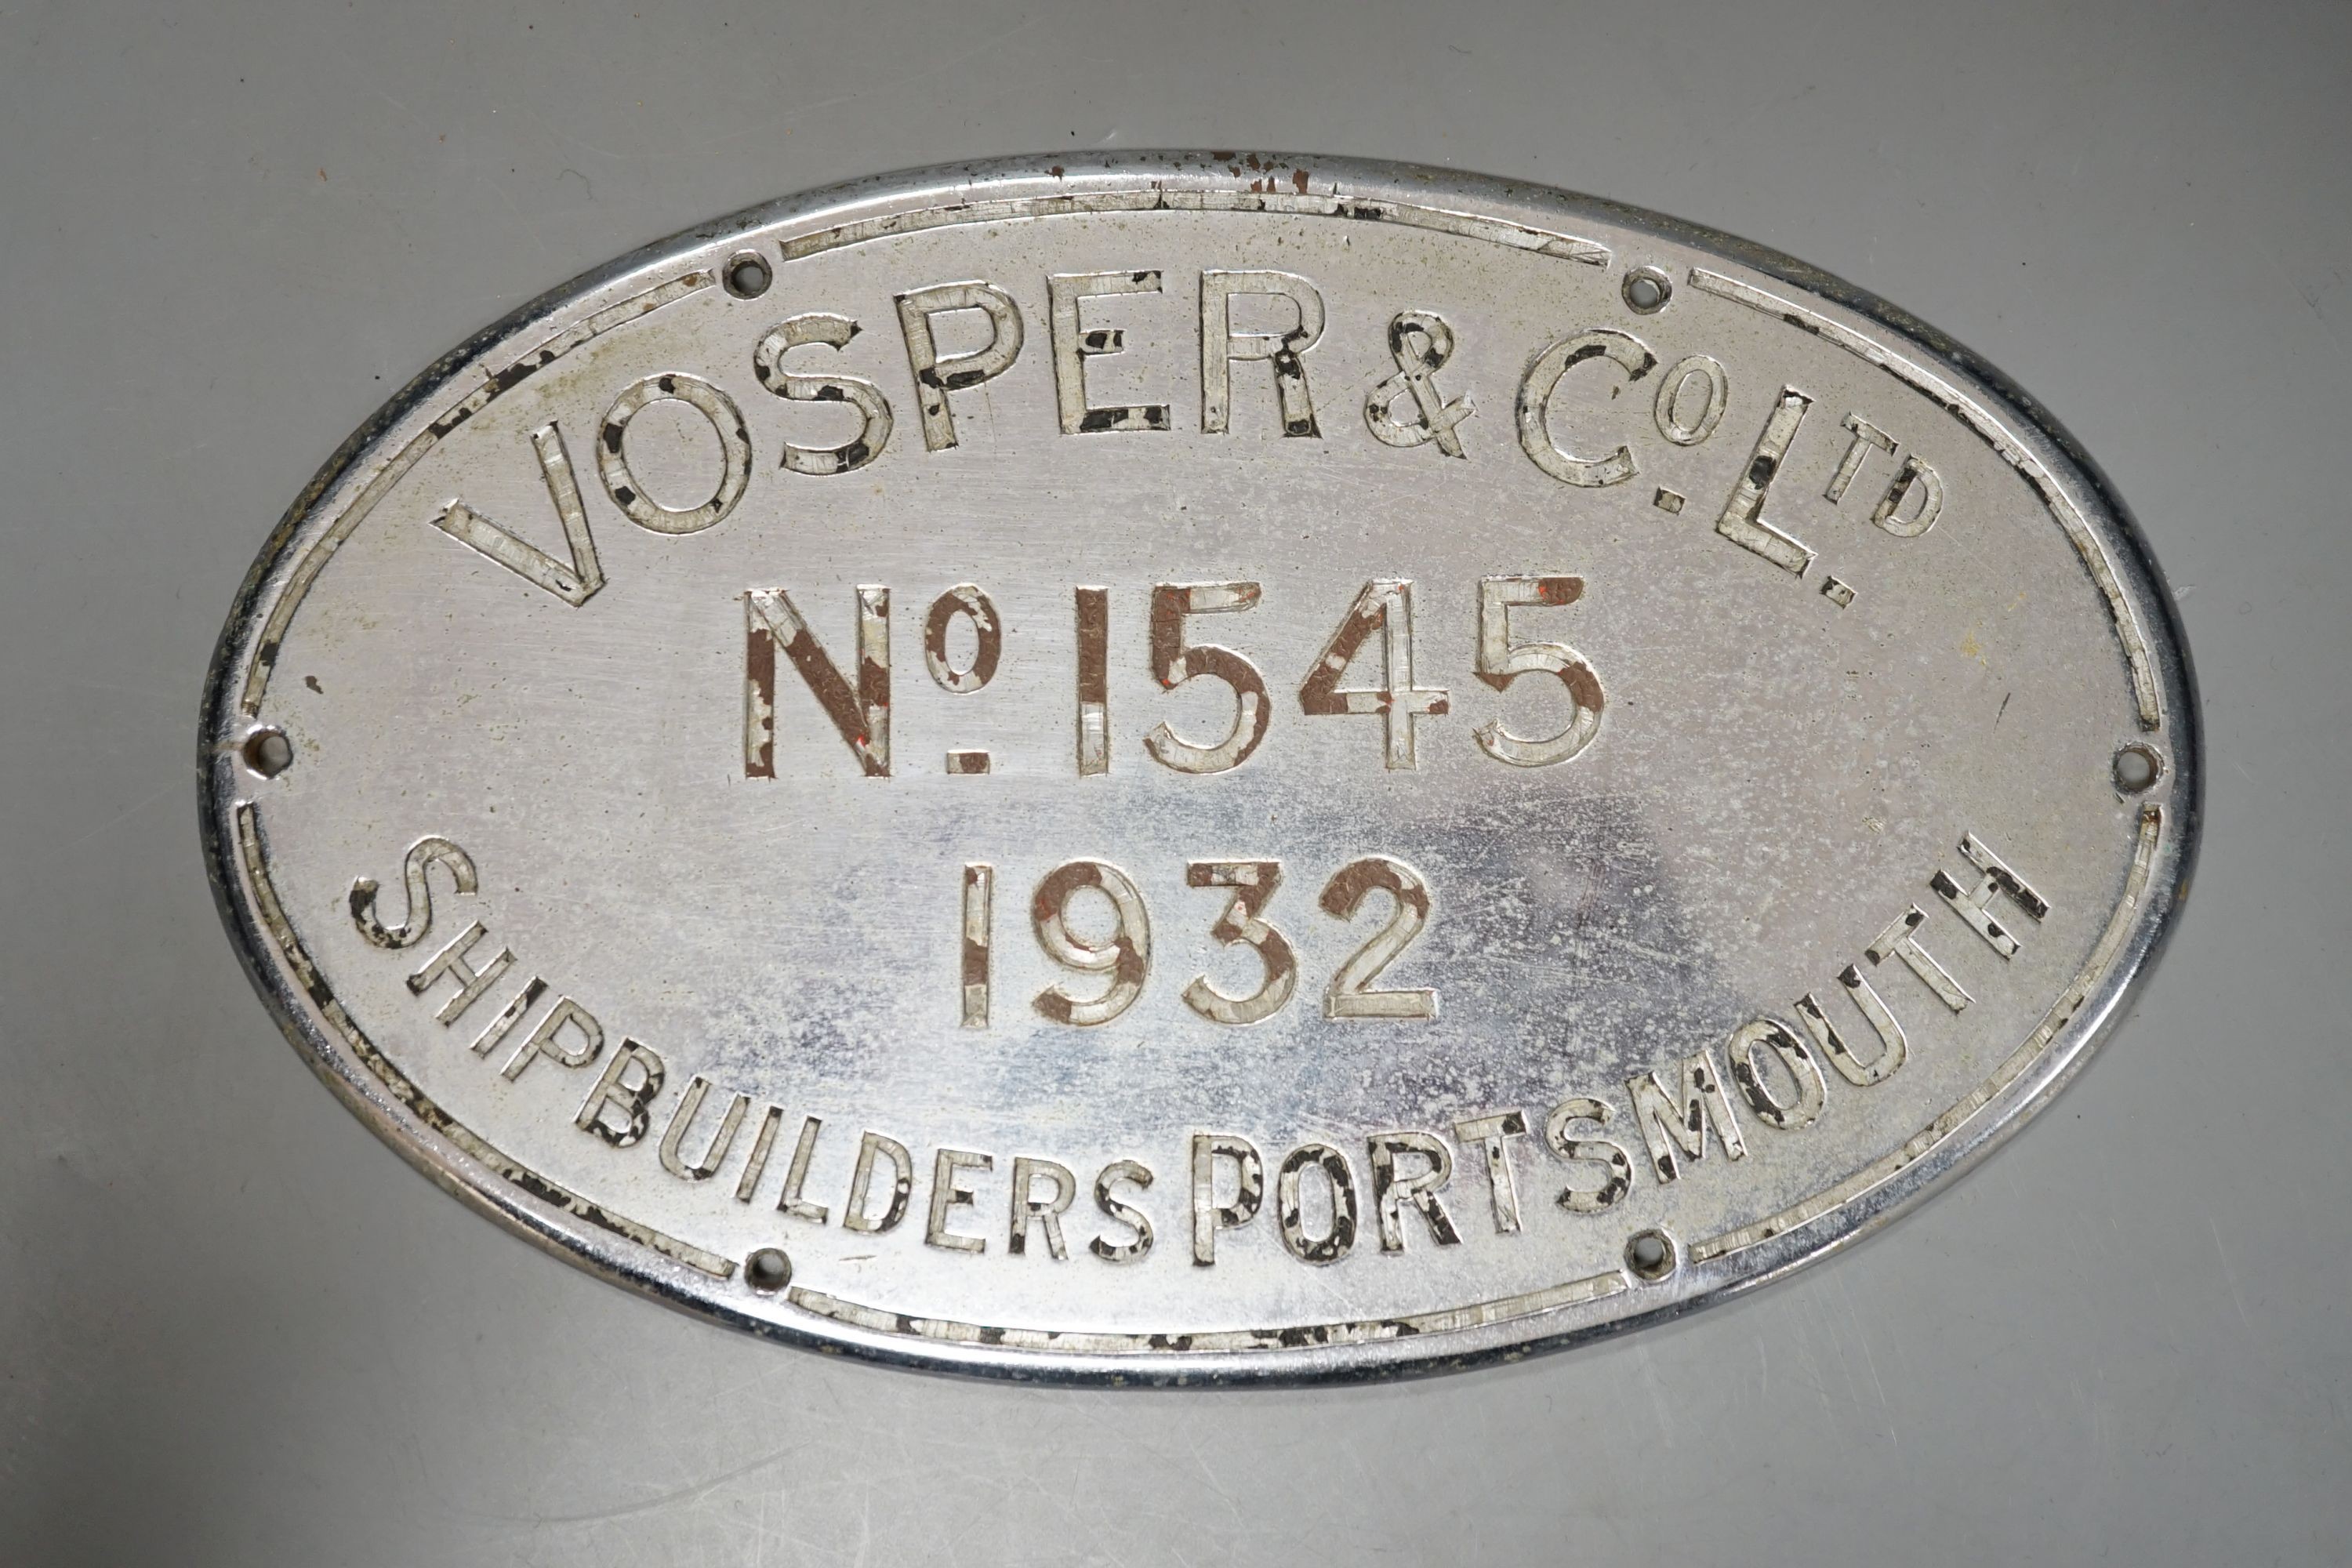 VOSPER & Cº. LTD.
Nº 1545
1932
SHIPBUILDERS PORTSMOUTH